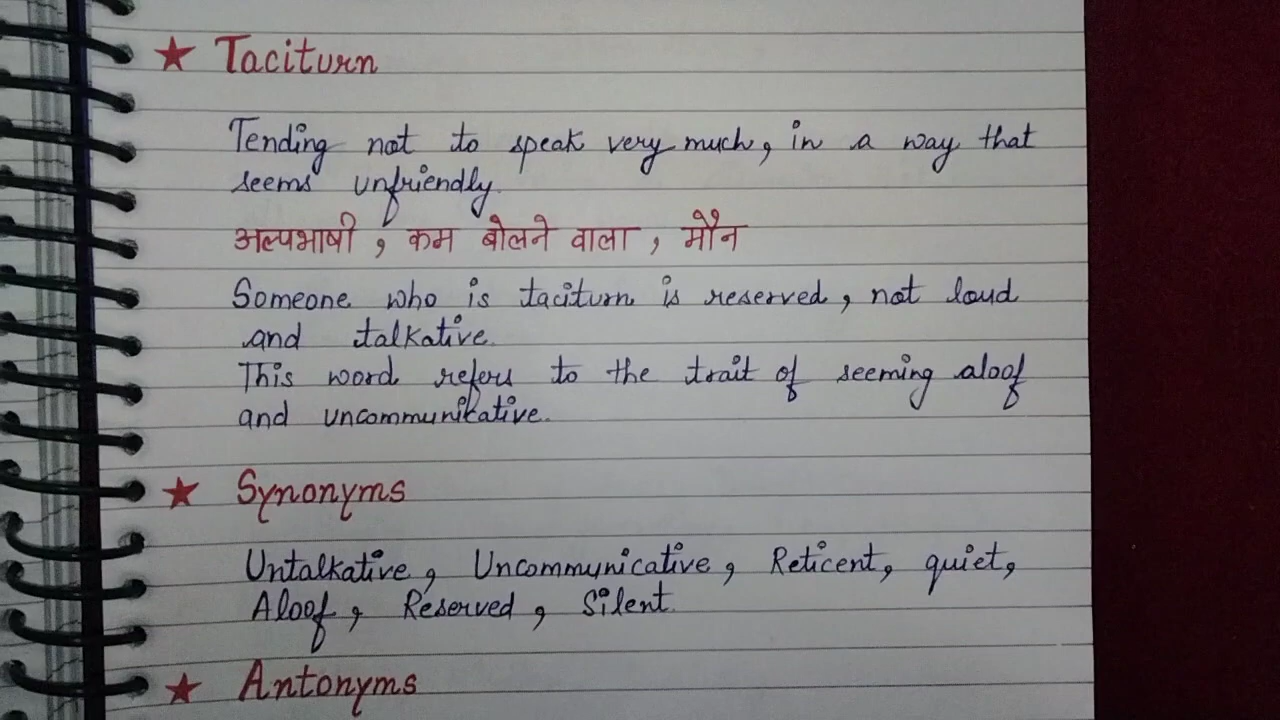 ★ Taciturn
Tending not to speak very much, in a way that
seems unfriendly.
अल्पभाषी, कम बोलने वाला, मौन
Someone who is taciturn is reserved, not loud
and talkative.
This word refers to the trait of seeming aloof
and uncommunikative.
★ Synonyms
Untalkative, Uncommunicative, Reticent, quiet,
Aloof, Reserved, Silent.
★ Antonyms